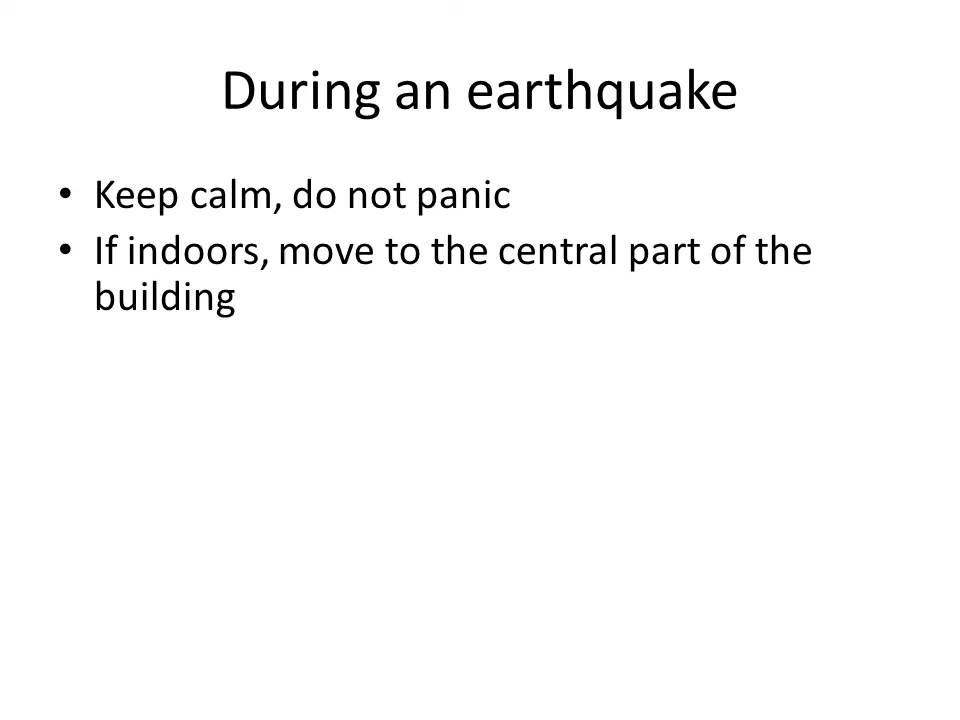 During an earthquake
• Keep calm, do not panic
• If indoors, move to the central part of the
building